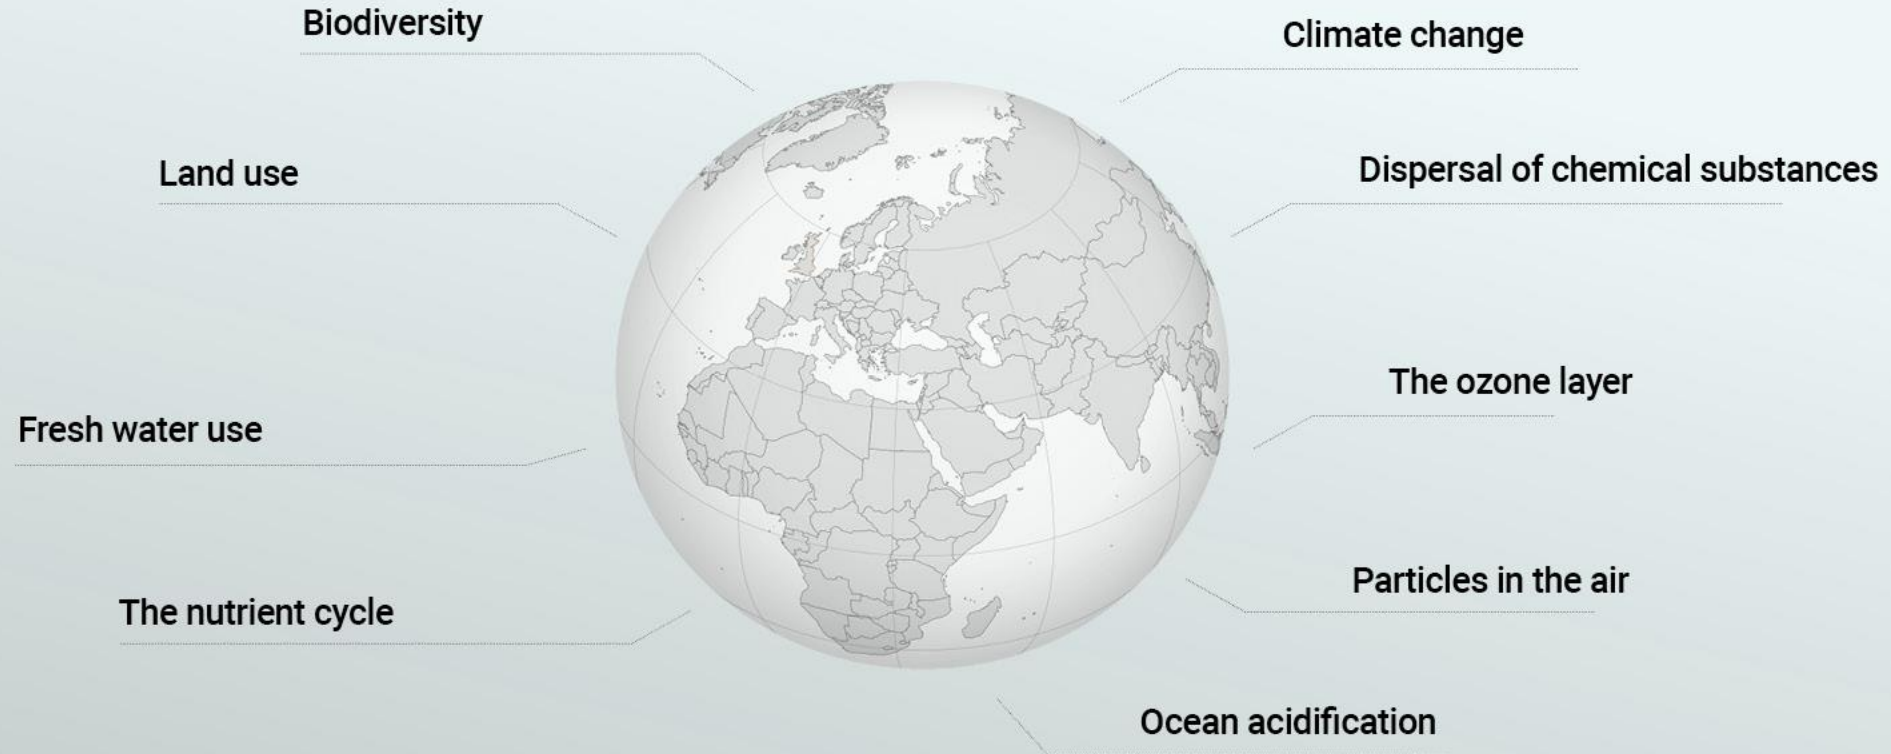 Biodiversity
Climate change
Land use
Dispersal of chemical substances
The ozone layer
Fresh water use
Particles in the air
The nutrient cycle
Ocean acidification